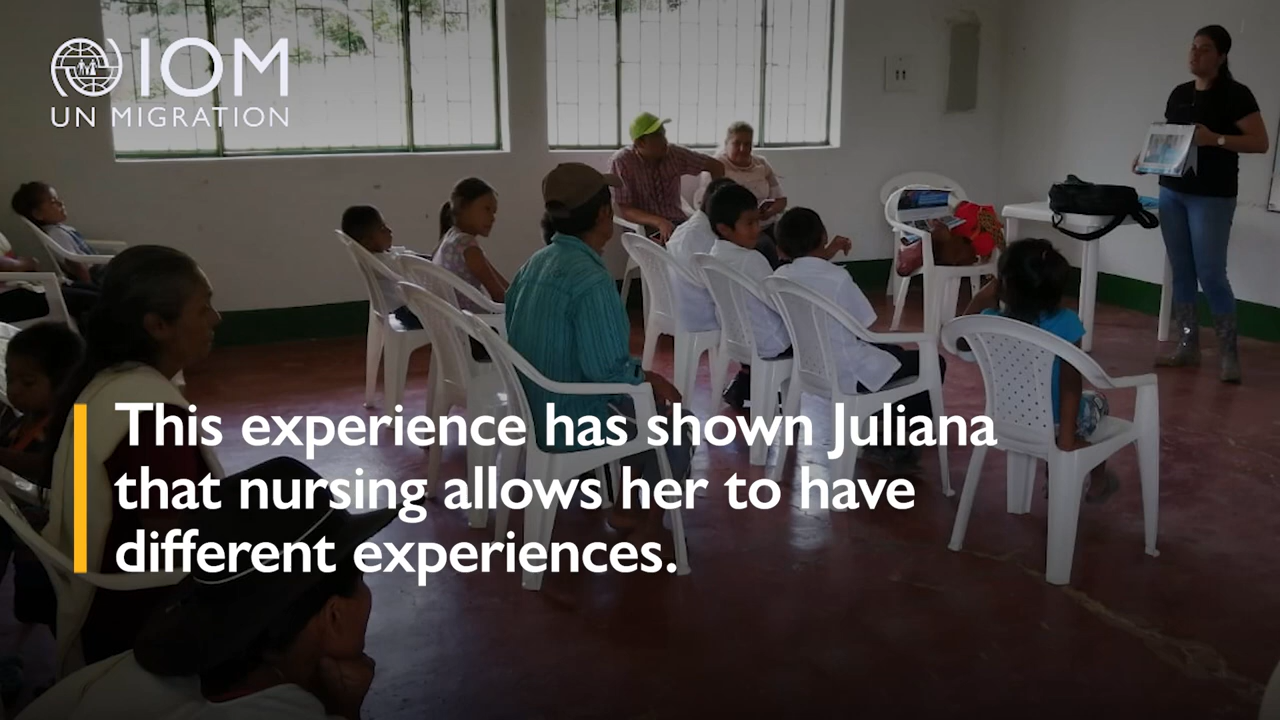 IOM
UN MIGRATION
This experience has shown Juliana
that nursing allows her to have
different experiences.